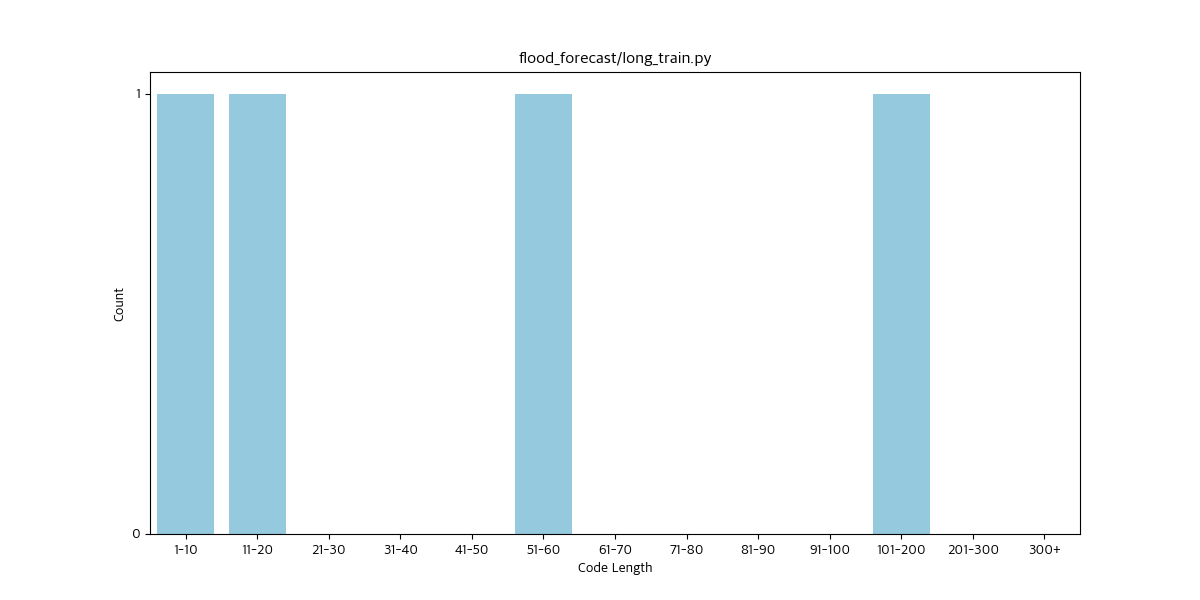 flood_forecast/long_train.py
1
Count
0
1-10 11-20 21-30 31-40 41-50 51-60 61-70 71-80 81-90 91-100 101-200 201-300 300+
Code Length